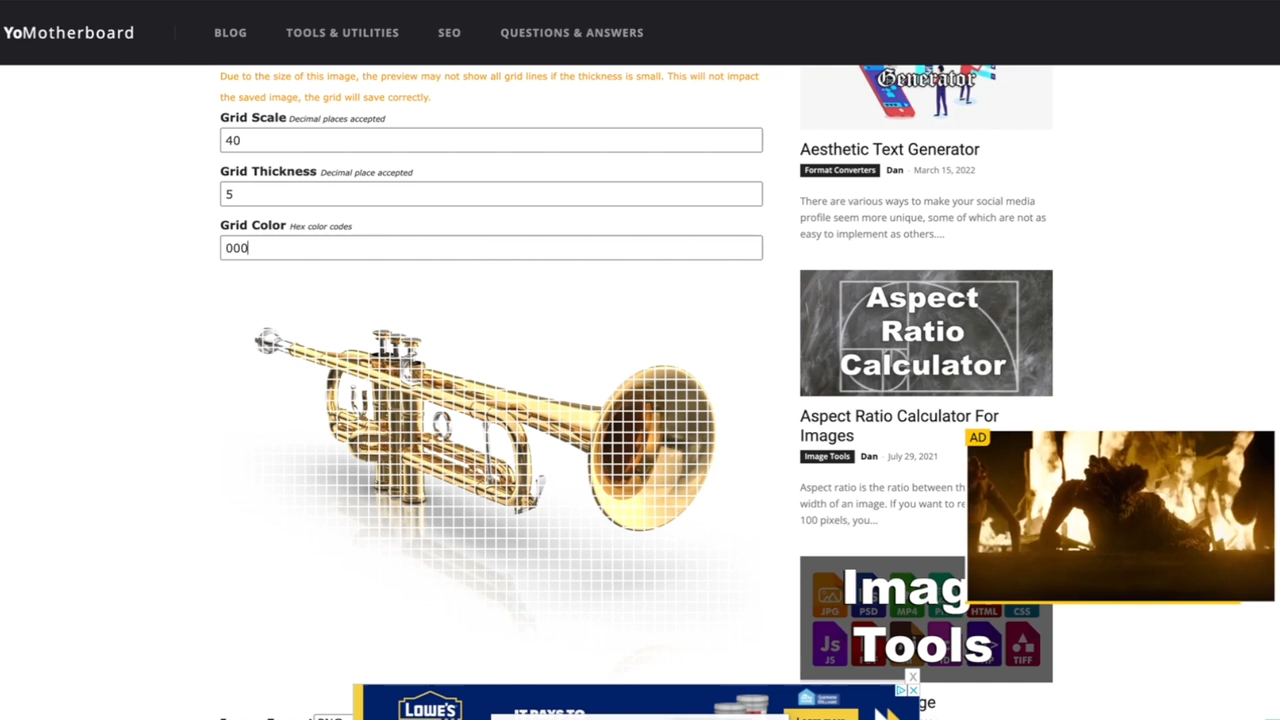 YoMotherboard
BLOG
TOOLS & UTILITIES
SEO
QUESTIONS & ANSWERS
Due to the size of this image, the preview may not show all grid lines if the thickness is small. This will not impact
the saved image, the grid will save correctly.
Grid Scale Decimal places accepted
40
Grid Thickness Decimal place accepted
5
Grid Color Hex color codes
000
Generator
Aesthetic Text Generator
Format Converters Dan - March 15, 2022
There are various ways to make your social media
profile seem more unique, some of which are not as
easy to implement as others....
Aspect
Ratio
Calculator
Aspect Ratio Calculator For
Images
Image Tools Dan - July 29, 2021
Aspect ratio is the ratio between th
width of an image. If you want to re
100 pixels, you...
AD
Imag
Tools
JPG PSD MP4 HTML CSS
JS TIFF
X
ge
LOWE'S
IT PAYS TO
PNG